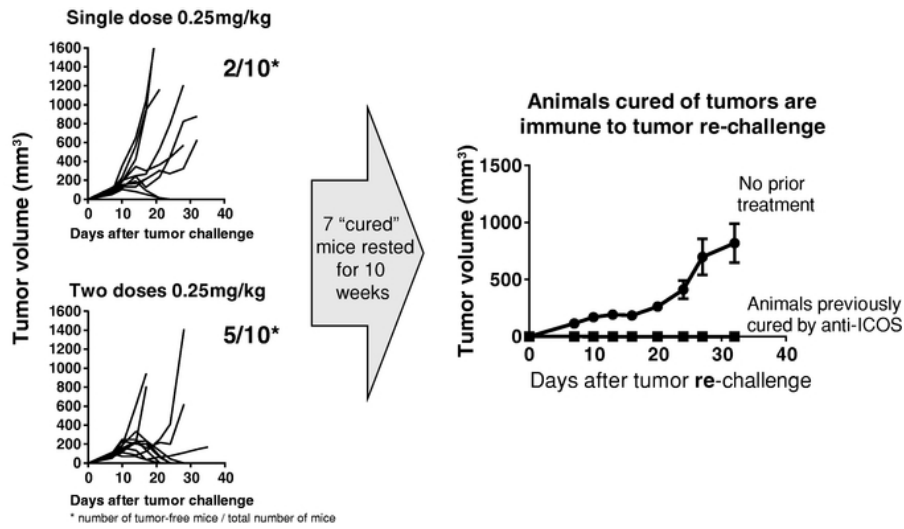 Single dose 0.25mg/kg
2/10*
Tumor volume (mm³)
1600
1400
1200
1000
800
600
400
200
0
0 10 20 30 40
Days after tumor challenge
Two doses 0.25mg/kg
5/10*
1600
1400
1200
1000
800
600
400
200
0
0 10 20 30 40
Days after tumor challenge
* number of tumor-free mice / total number of mice
7 “cured”
mice rested
for 10
weeks
Animals cured of tumors are
immune to tumor re-challenge
Tumor volume (mm³)
1500
1000
500
0
No prior
treatment
Animals previously
cured by anti-ICOS
0 10 20 30 40
Days after tumor re-challenge